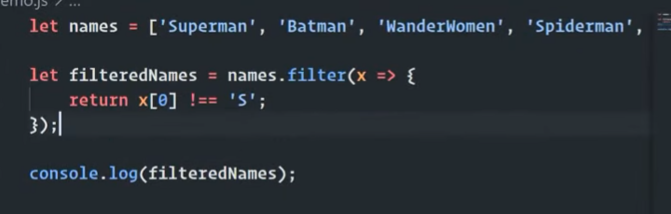 emo.js > ...
let names = ['Superman', 'Batman', 'WanderWomen', 'Spiderman',
let filteredNames = names.filter(x => {
    return x[0] !== 'S';
});
console.log(filteredNames);